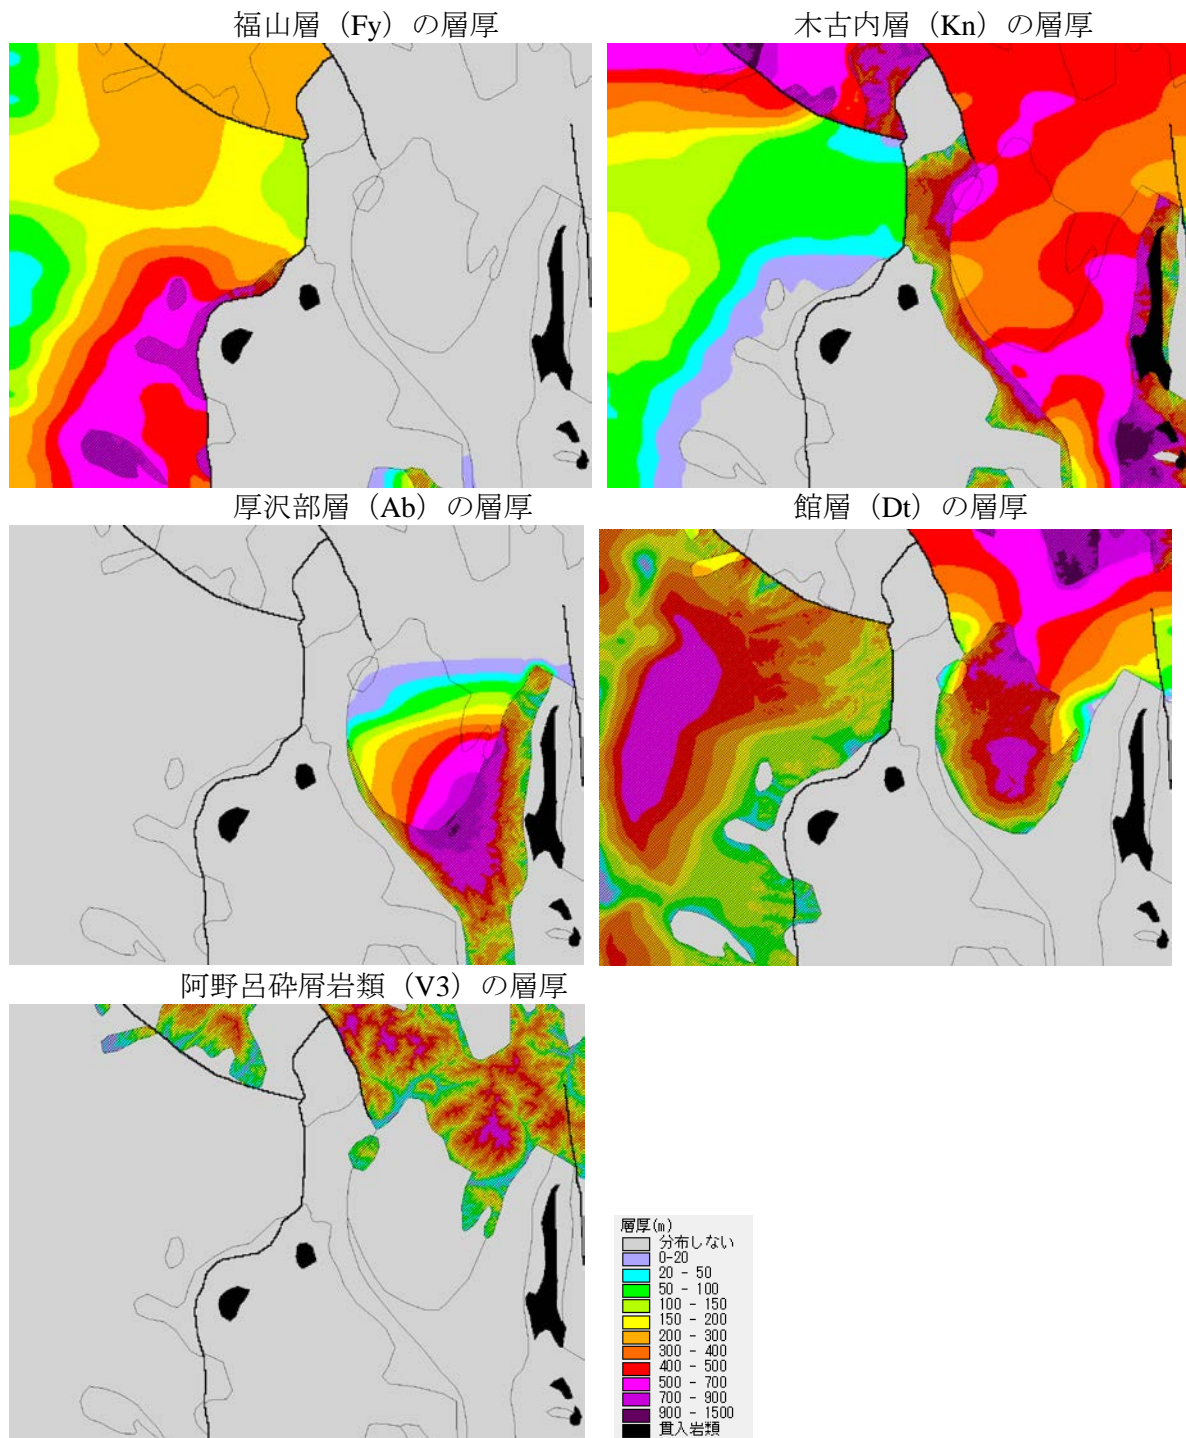 福山層（Fy）の層厚
木古内層（Kn）の層厚
厚沢部層（Ab）の層厚
館層（Dt）の層厚
阿野呂砕屑岩類（V3）の層厚
層厚(m)
分布しない
0-20
20 - 50
50 - 100
100 - 150
150 - 200
200 - 300
300 - 400
400 - 500
500 - 700
700 - 900
900 - 1500
貫入岩類